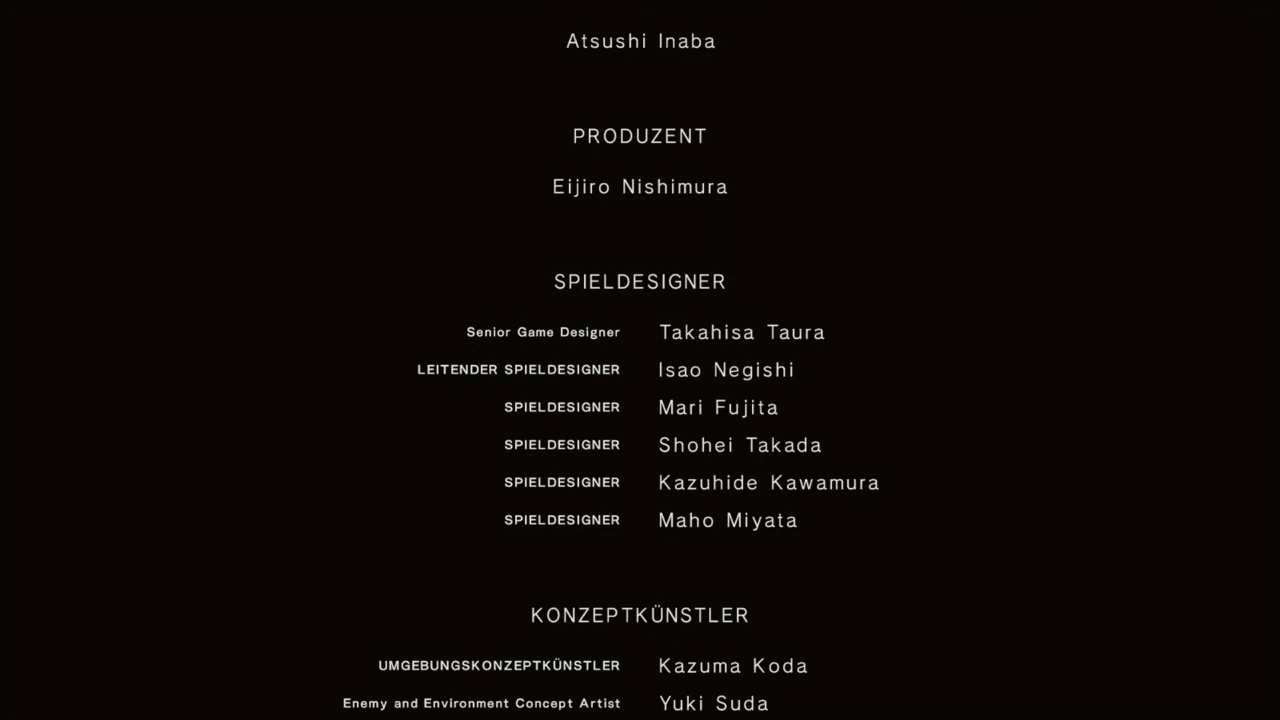 Atsushi Inaba
PRODUZENT
Eijiro Nishimura
SPIELDESIGNER
Senior Game Designer Takahisa Taura
LEITENDER SPIELDESIGNER Isao Negishi
SPIELDESIGNER Mari Fujita
SPIELDESIGNER Shohei Takada
SPIELDESIGNER Kazuhide Kawamura
SPIELDESIGNER Maho Miyata
KONZEPTKÜNSTLER
UMGEBUNGSKONZEPTKÜNSTLER Kazuma Koda
Enemy and Environment Concept Artist Yuki Suda